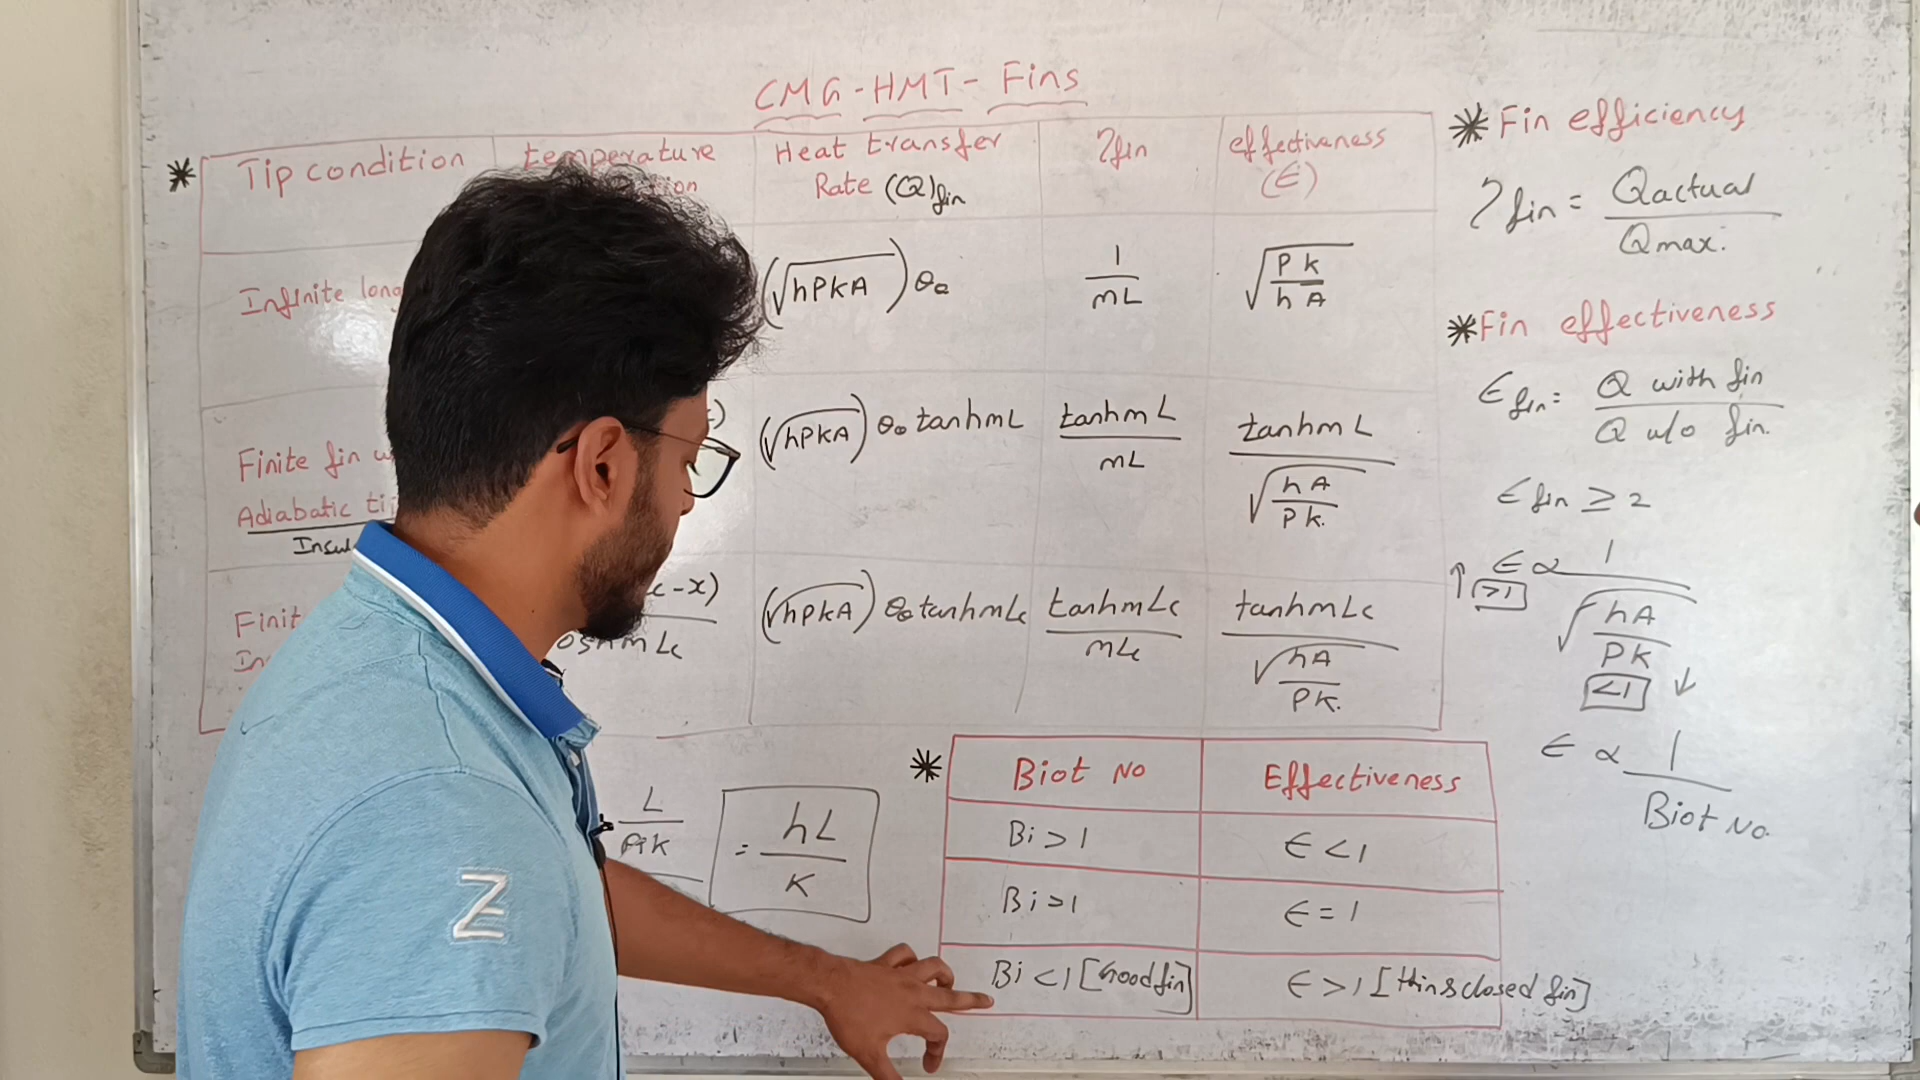 CMG-HMT-Fins
* Tip condition
temperature
Heat transfer
Rate (Q)fin
ηfin
effectiveness
(ϵ)
Infinite long
(√hPkA) θo
1/mL
√(Pk/hA)
Finite fin
Adiabatic
(√hPkA) θo tanhmL
tanhmL/mL
tanhmL/√(hA/Pk.)
-x)
Lc
(√hPkA) θo tanhmLc
tanhmLc/mLc
tanhmLc/√(hA/PK.)
= hL/K
* Biot No
Effectiveness
Bi > 1
ϵ < 1
Bi > 1
ϵ = 1
Bi < 1 [Good fin]
ϵ > 1 [thin & closed fin]
* Fin efficiency
ηfin = Qactual/Qmax.
* Fin effectiveness
ϵfin = Q with fin/Q w/o fin.
ϵfin ≥ 2
↑ ϵ ∝ 1/√(hA/PK)
>1
<1 ↓
ϵ ∝ 1/Biot No.
Z